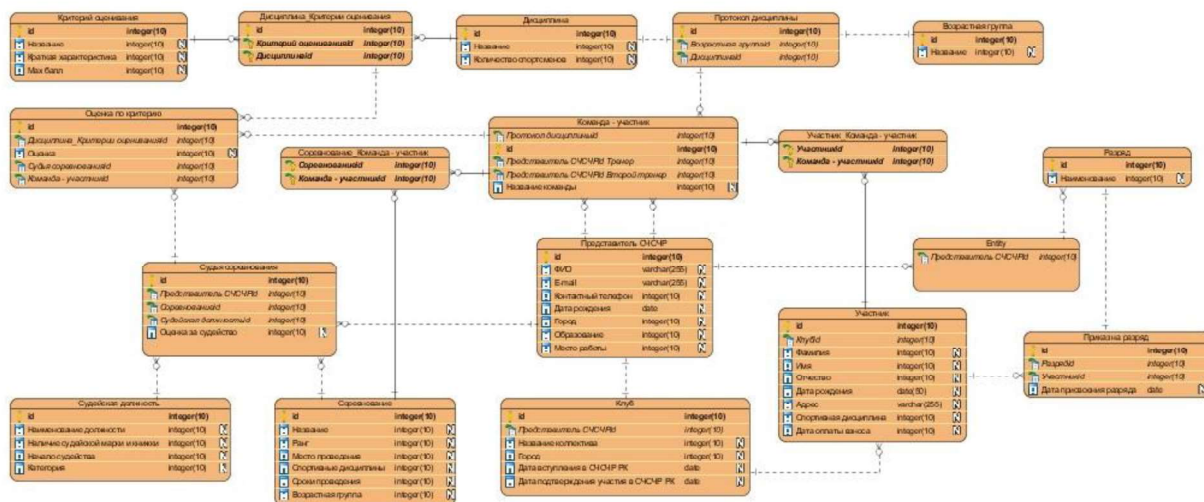 Критерий оценивания
id integer(10)
Название integer(10) N
Краткая характеристика integer(10) N
Max балл integer(10) N
Дисциплина_Критерии оценивания
id integer(10)
Критерий оцениванияId integer(10)
ДисциплинаId integer(10)
Дисциплина
id integer(10)
Название integer(10) N
Количество спортсменов integer(10) N
Протокол дисциплины
id integer(10)
Возрастная группаId integer(10)
ДисциплинаId integer(10)
Возрастная группа
id integer(10)
Название integer(10) N
Оценка по критерию
id integer(10)
Дисциплина_Критерии оцениванияId integer(10)
Оценка integer(10) N
Судья соревнованияId integer(10)
Команда - участникId integer(10)
Соревнование_Команда - участник
СоревнованиеId integer(10)
Команда - участникId integer(10)
Команда - участник
Протокол дисциплиныId integer(10)
id integer(10)
Представитель СЧСЧРId Тренер integer(10)
Представитель СЧСЧРId Второй тренер integer(10)
Название команды integer(10) N
Участник_Команда - участник
УчастникId integer(10)
Команда - участникId integer(10)
Разряд
id integer(10)
Наименование integer(10) N
Судья соревнования
id integer(10)
Представитель СЧСЧРId integer(10)
СоревнованиеId integer(10)
Судейская должностьId integer(10)
Оценка за судейство integer(10) N
Представитель СЧСЧР
id integer(10)
ФИО varchar(255) N
E-mail varchar(255) N
Контактный телефон integer(10) N
Дата рождения date N
Город integer(10) N
Образование integer(10) N
Место работы integer(10) N
Entity
Представитель СЧСЧРId integer(10)
Участник
id integer(10)
КлубId integer(10)
Фамилия integer(10) N
Имя integer(10) N
Отчество integer(10) N
Дата рождения date(50) N
Адрес varchar(255) N
Спортивная дисциплина integer(10) N
Дата оплаты взноса integer(10) N
Приказ на разряд
id integer(10)
РазрядId integer(10)
УчастникId integer(10)
Дата присвоения разряда date N
Судейская должность
id integer(10)
Наименование должности integer(10) N
Наличие судейской марки и книжки integer(10) N
Начало судейства integer(10) N
Категория integer(10) N
Соревнование
id integer(10)
Название integer(10) N
Ранг integer(10) N
Место проведения integer(10) N
Спортивные дисциплины integer(10) N
Сроки проведения integer(10) N
Возрастная группа integer(10) N
Клуб
id integer(10)
Представитель СЧСЧРId integer(10)
Название коллектива integer(10) N
Город integer(10) N
Дата вступления в СЧСЧР РК date N
Дата подтверждения участия в СЧСЧР РК date N